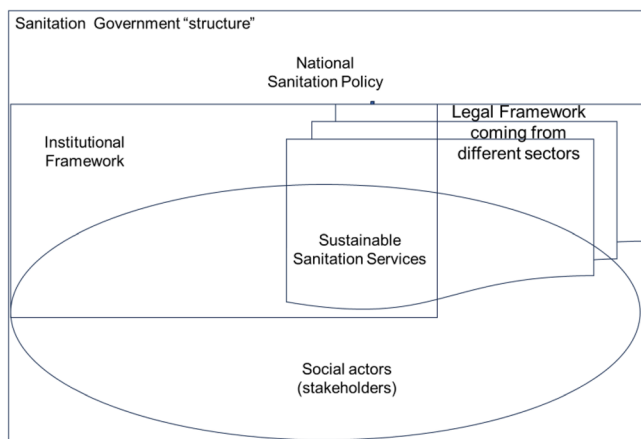 Sanitation Government “structure”
National
Sanitation Policy
Legal Framework
coming from
different sectors
Institutional
Framework
Sustainable
Sanitation Services
Social actors
(stakeholders)